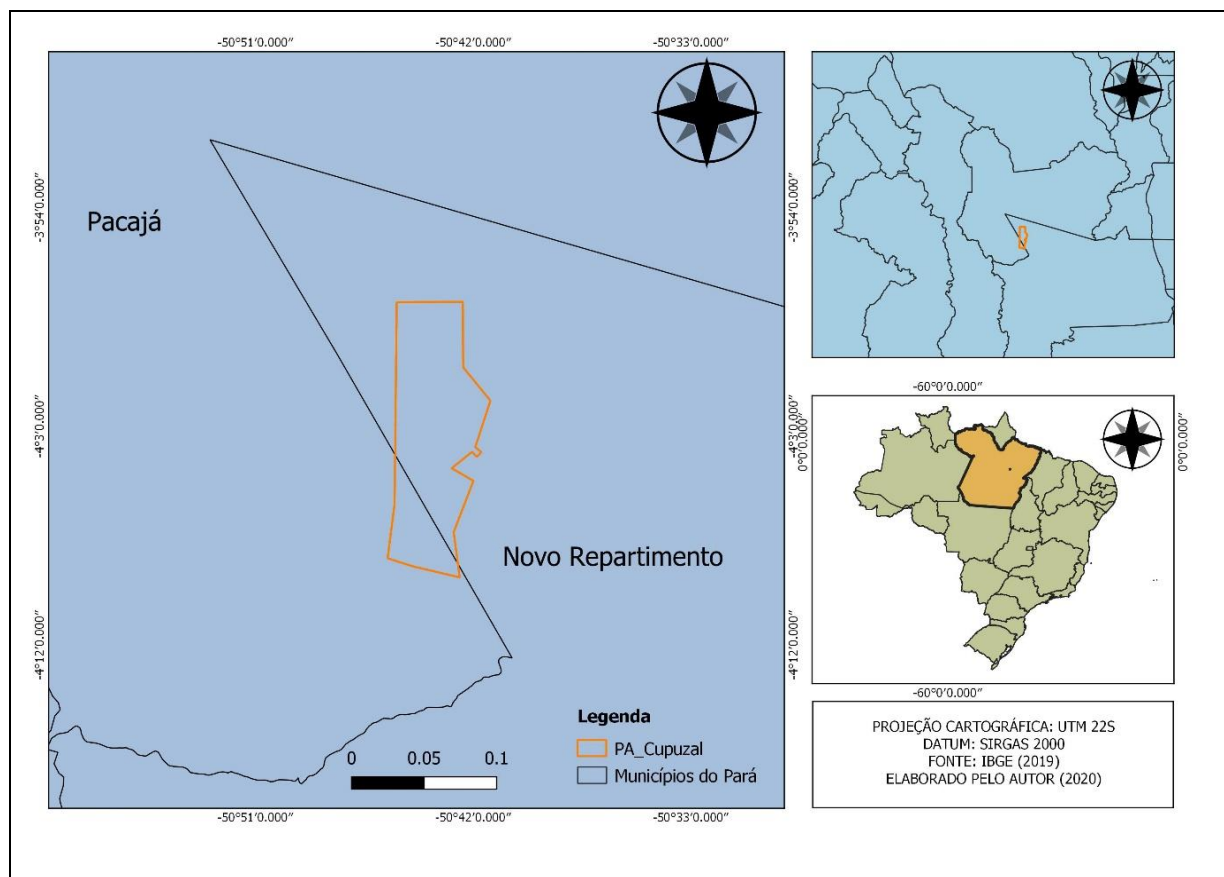 -50°51'0.000"
-50°42'0.000"
-50°33'0.000"
-3°54'0.000"
-3°54'0.000"
Pacajá
-4°3'0.000"
-4°3'0.000"
Novo Repartimento
-4°12'0.000"
-4°12'0.000"
Legenda
PA_Cupuzal
Municípios do Pará
0
0.05
0.1
-50°51'0.000"
-50°42'0.000"
-50°33'0.000"
-60°0'0.000"
0°0'0.000"
0°0'0.000"
-60°0'0.000"
PROJEÇÃO CARTOGRÁFICA: UTM 22S
DATUM: SIRGAS 2000
FONTE: IBGE (2019)
ELABORADO PELO AUTOR (2020)